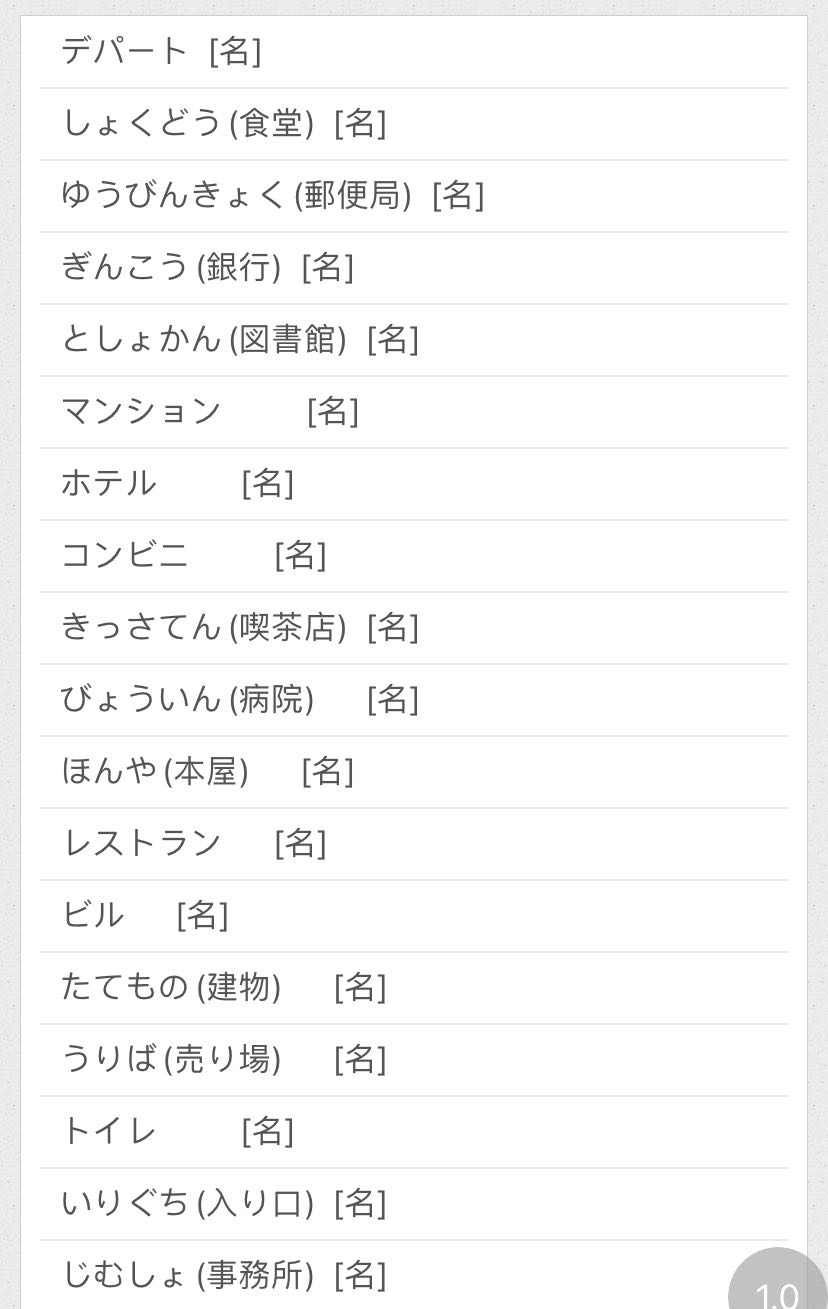 デパート [名]
しょくどう(食堂) [名]
ゆうびんきょく(郵便局) [名]
ぎんこう(銀行) [名]
としょかん(図書館) [名]
マンション [名]
ホテル [名]
コンビニ [名]
きっさてん(喫茶店) [名]
びょういん(病院) [名]
ほんや(本屋) [名]
レストラン [名]
ビル [名]
たてもの(建物) [名]
うりば(売り場) [名]
トイレ [名]
いりぐち(入り口) [名]
じむしょ(事務所) [名]
1.0